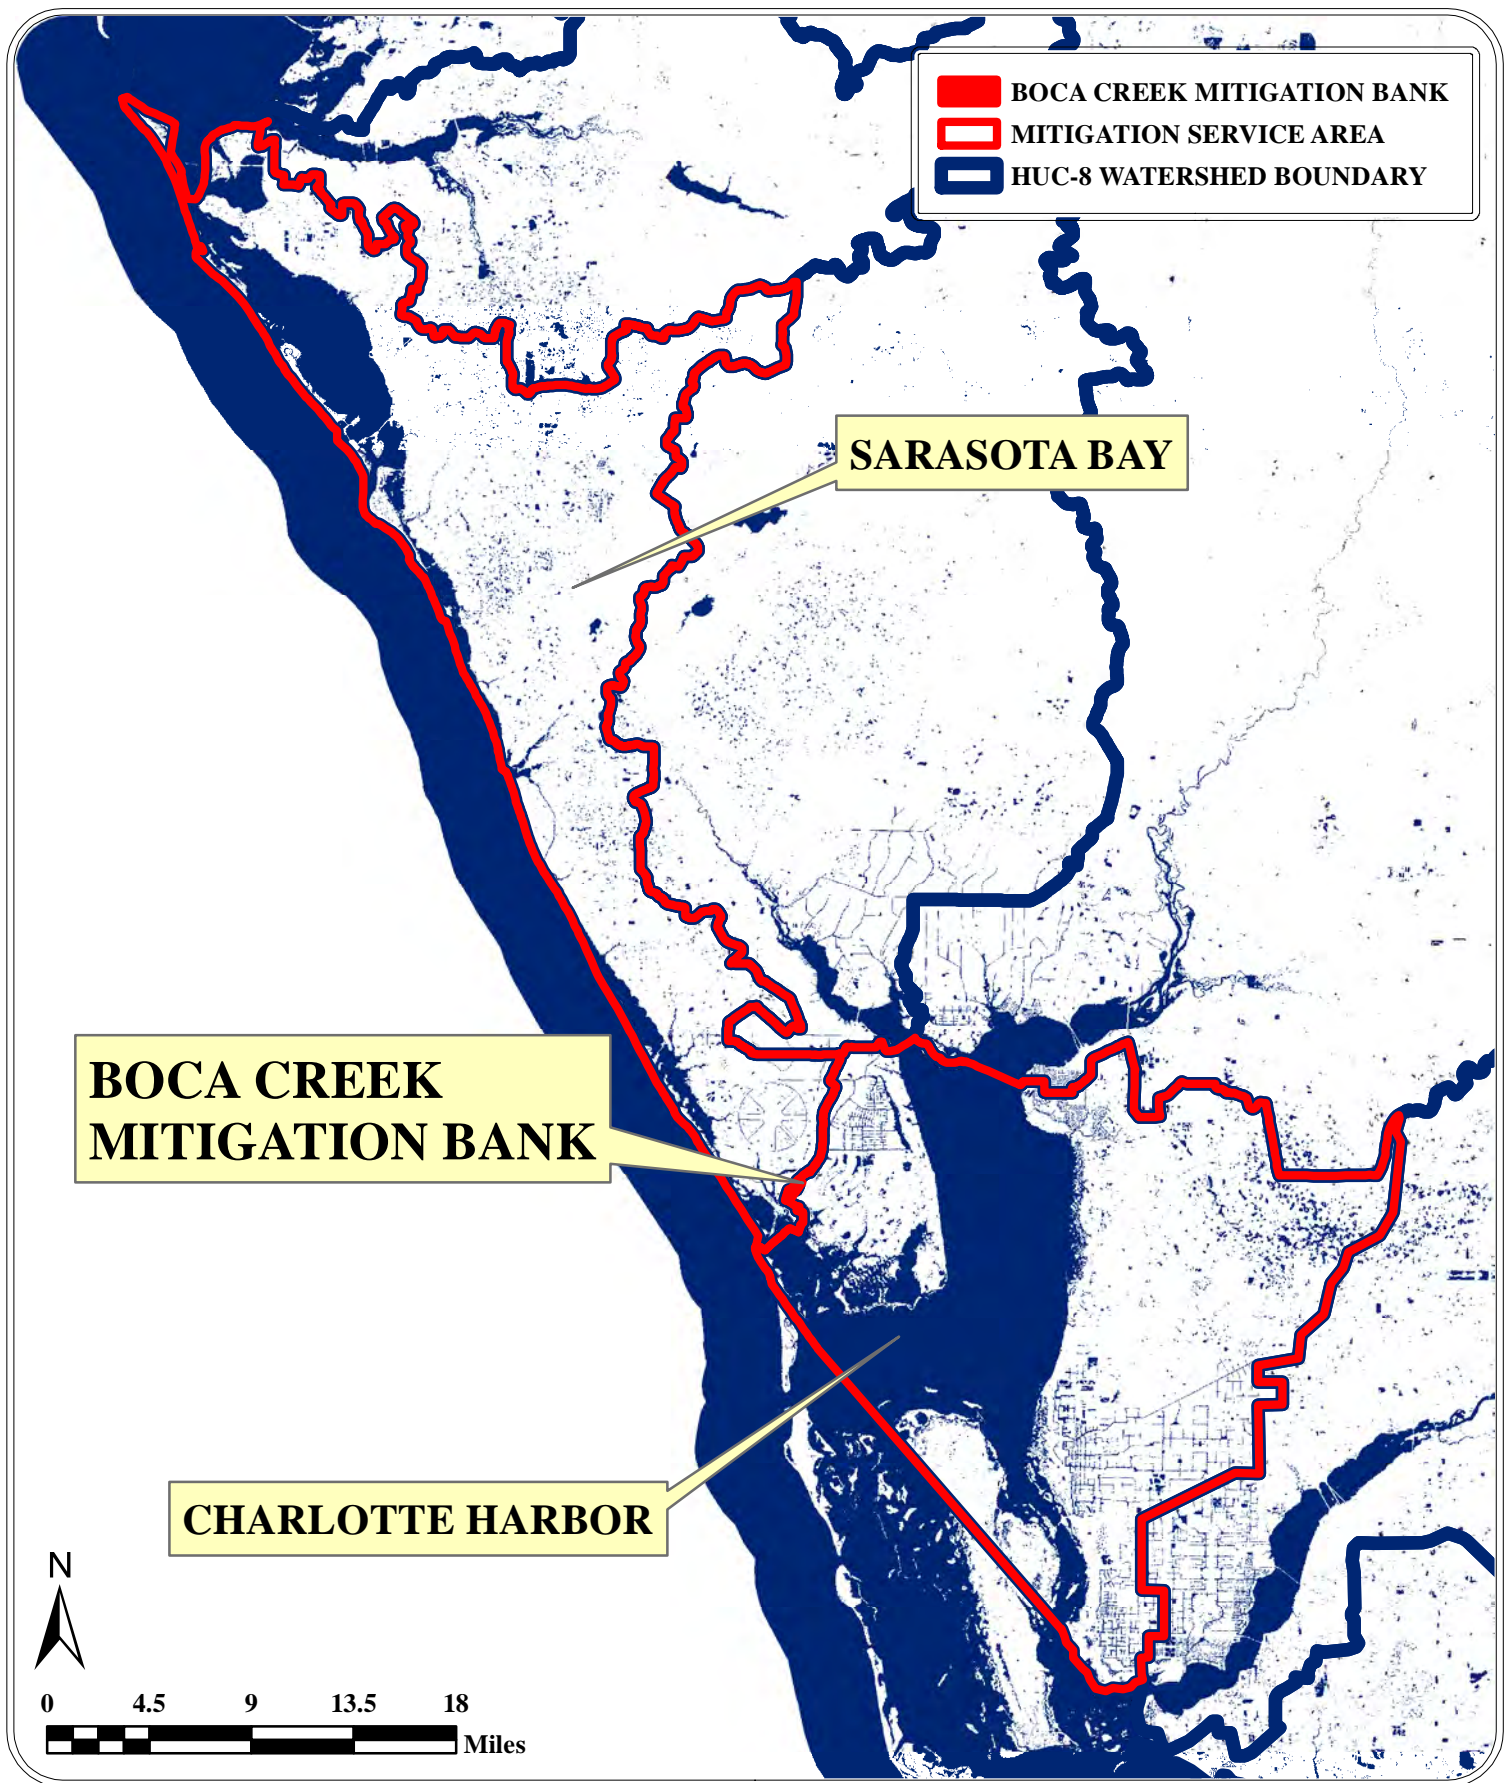 BOCA CREEK MITIGATION BANK
MITIGATION SERVICE AREA
HUC-8 WATERSHED BOUNDARY
SARASOTA BAY
BOCA CREEK
MITIGATION BANK
CHARLOTTE HARBOR
N
0 4.5 9 13.5 18
Miles